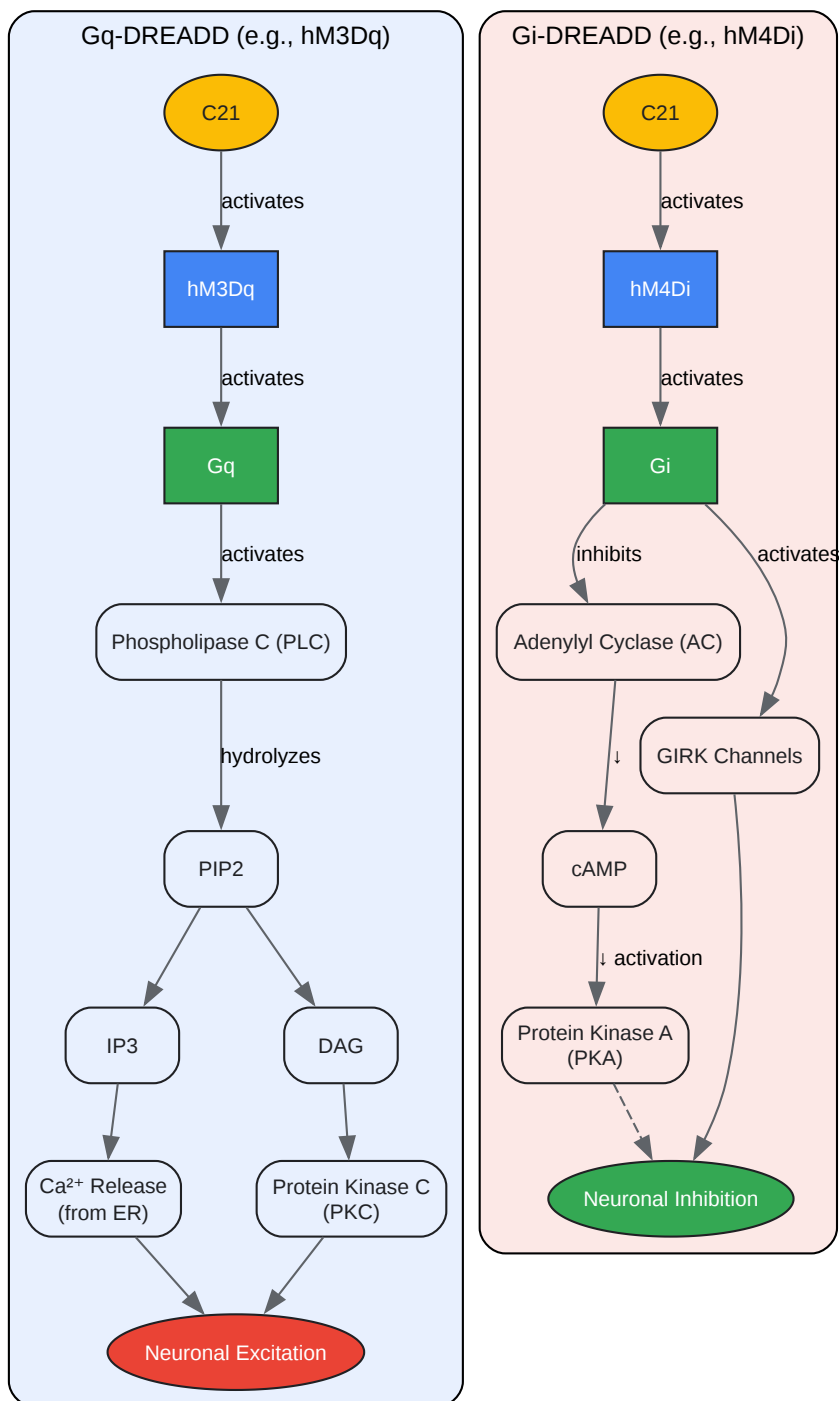 Gq-DREADD (e.g., hM3Dq)
C21
activates
hM3Dq
activates
Gq
activates
Phospholipase C (PLC)
hydrolyzes
PIP2
IP3
DAG
Ca²⁺ Release
(from ER)
Protein Kinase C
(PKC)
Neuronal Excitation
Gi-DREADD (e.g., hM4Di)
C21
activates
hM4Di
activates
Gi
inhibits
activates
Adenylyl Cyclase (AC)
GIRK Channels
↓
cAMP
↓ activation
Protein Kinase A
(PKA)
Neuronal Inhibition